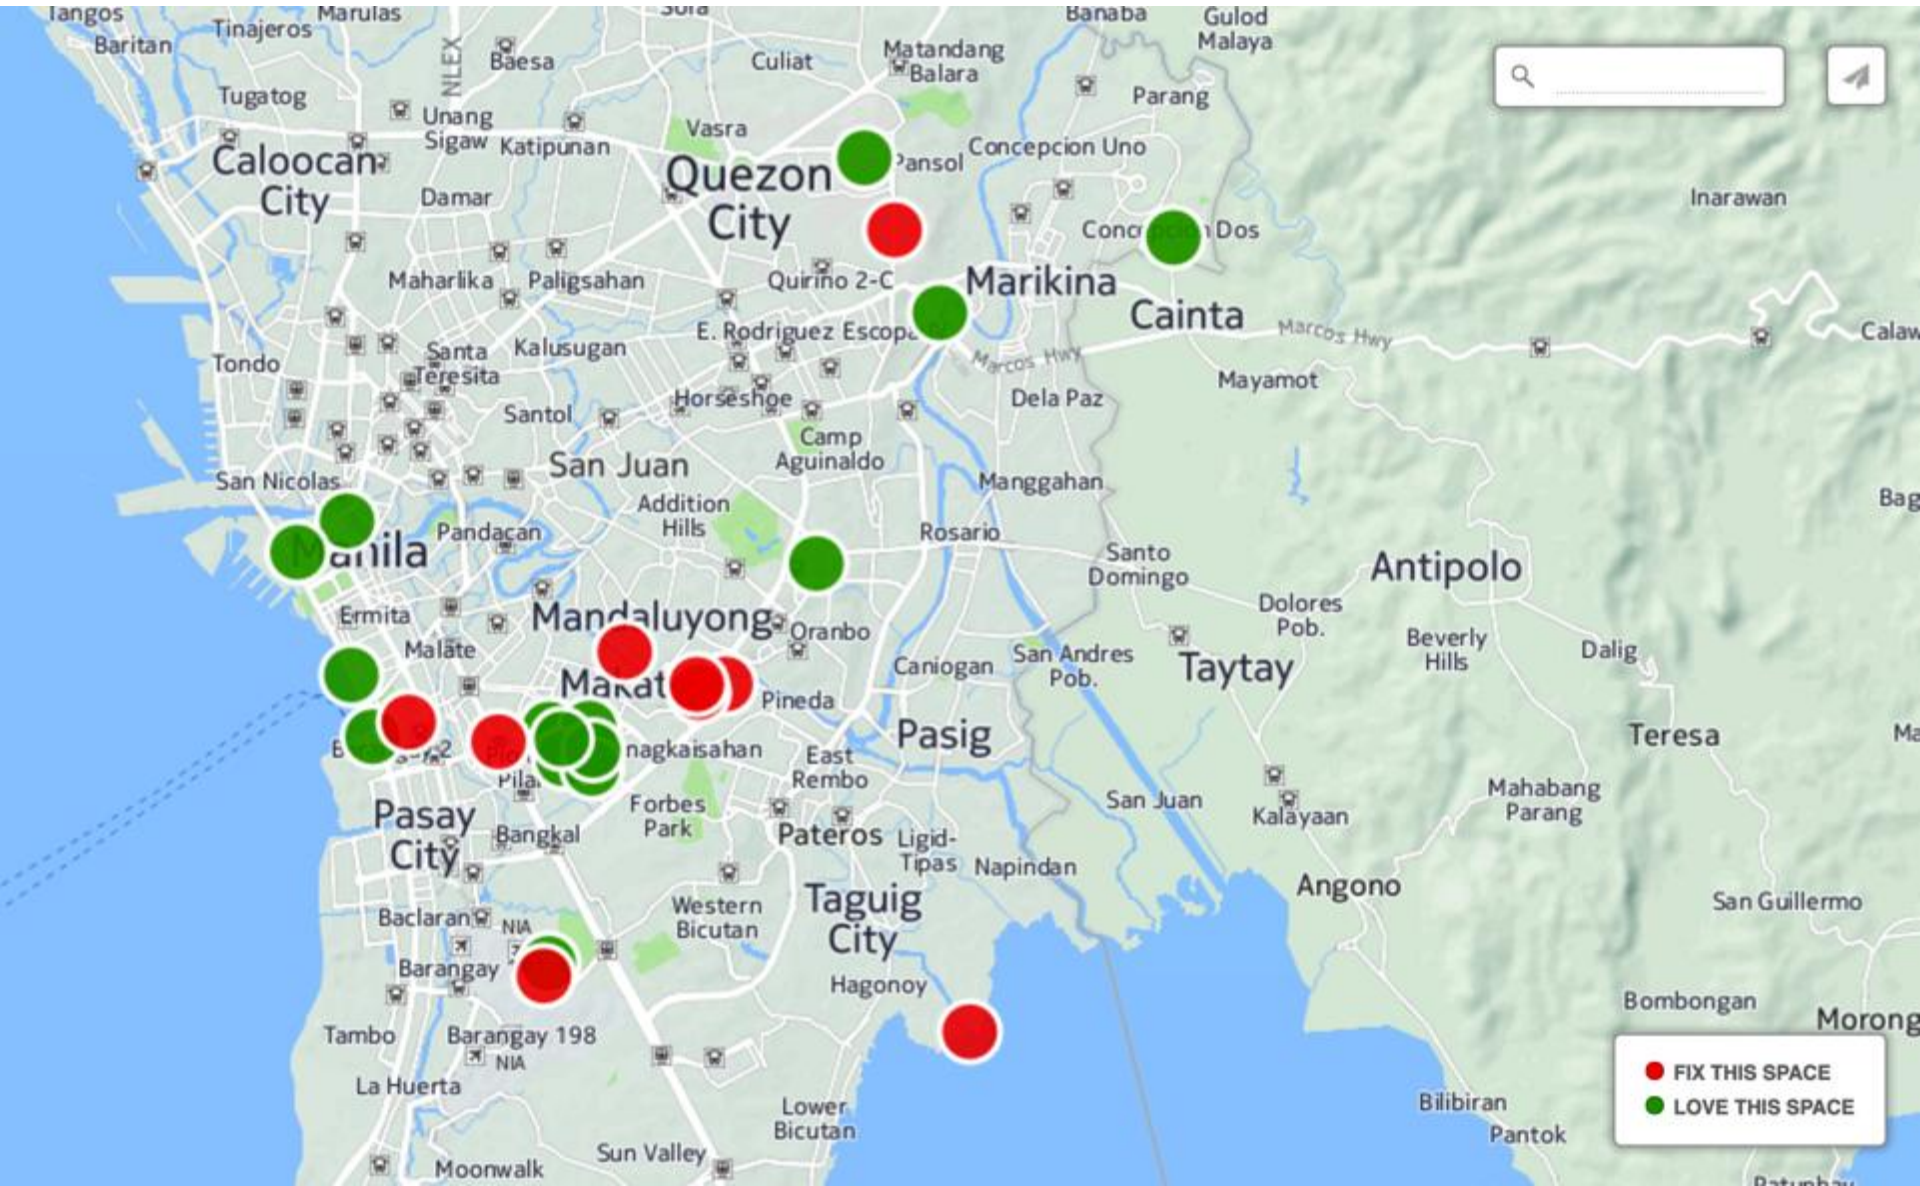 Tangos
Marulas
Banaba
Gulod
Malaya
Tinajeros
Baritan
Baesa
NLEX
Culiat
Matandang
Balara
Tugatog
Parang
Unang
Sigaw
Katipunan
Vasra
Concepcion Uno
Caloocan
City
Quezon
City
Pansol
Damar
Inarawan
Dos
Maharlika
Paligsahan
Quirino 2-C
Marikina
Cainta
E. Rodriguez
Marcos Hwy
Marcos Hwy
Tondo
Santa
Teresita
Kalusugan
Mayamot
Horseshoe
Dela Paz
Santol
Camp
Aguinaldo
San Juan
San Nicolas
Manggahan
Addition
Hills
Pandacan
Rosario
Manila
Santo
Domingo
Antipolo
Ermita
Mandaluyong
Oranbo
Dolores
Pob.
Beverly
Hills
Dalig
Malate
Caniogan
San Andres
Pob.
Taytay
Makat
Pineda
Pasig
Teresa
nagkaisahan
East
Rembo
Pilar
San Juan
Mahabang
Parang
Kalayaan
Forbes
Park
Pasay
City
Bangkal
Pateros
Ligid-
Tipas
Napindan
Angono
San Guillermo
Taguig
City
Western
Bicutan
Baclaran
NIA
Barangay
Hagonoy
Bombongan
Morong
Tambo
Barangay 198
NIA
La Huerta
FIX THIS SPACE
LOVE THIS SPACE
Bilibiran
Lower
Bicutan
Pantok
Sun Valley
Moonwalk